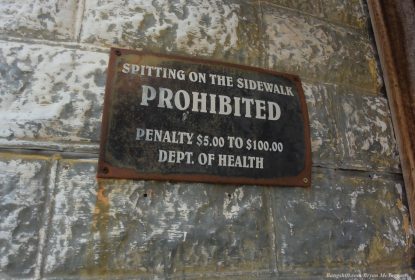 SPITTING ON THE SIDEWALK
PROHIBITED
PENALTY $5.00 TO $100.00
DEPT. OF HEALTH